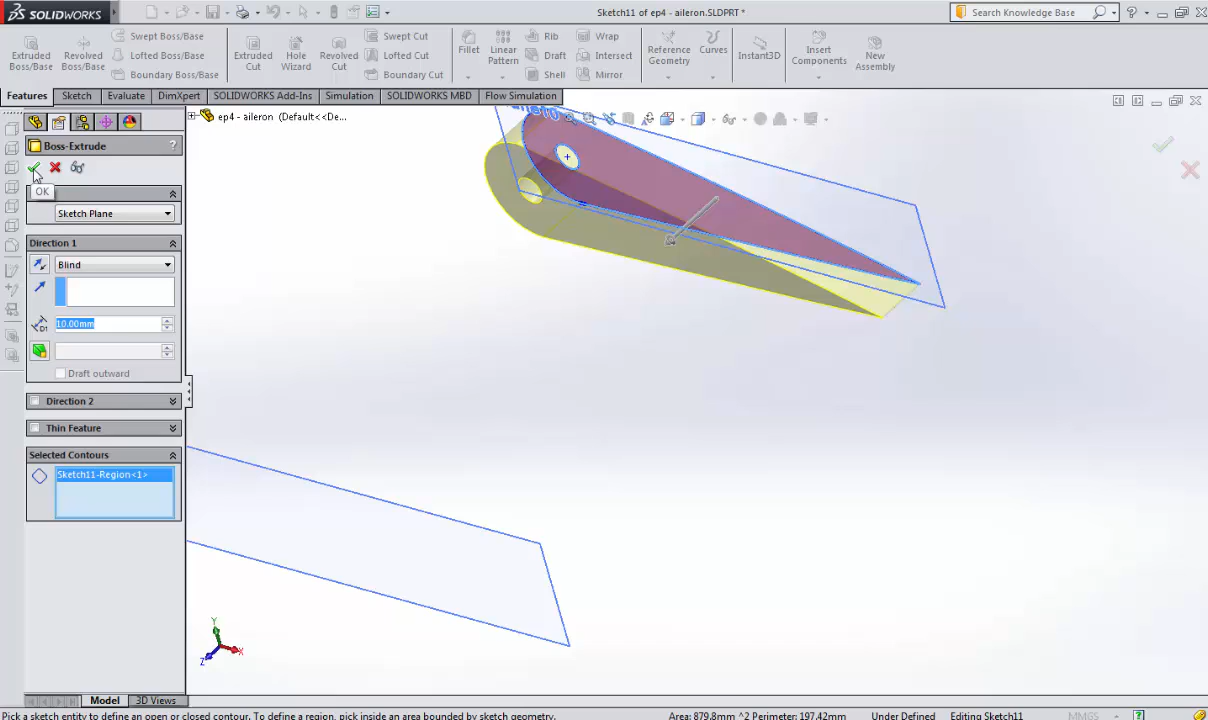 SOLIDWORKS
Sketch11 of ep4 - aileron.SLDPRT *
Search Knowledge Base
?
Extruded Boss/Base
Revolved Boss/Base
Swept Boss/Base
Lofted Boss/Base
Boundary Boss/Base
Extruded Cut
Hole Wizard
Revolved Cut
Swept Cut
Lofted Cut
Boundary Cut
Fillet
Linear Pattern
Rib
Draft
Shell
Wrap
Intersect
Mirror
Reference Geometry
Curves
Instant3D
Insert Components
New Assembly
Features
Sketch
Evaluate
DimXpert
SOLIDWORKS Add-Ins
Simulation
SOLIDWORKS MBD
Flow Simulation
ep4 - aileron (Default<<De...
Boss-Extrude
?
OK
Sketch Plane
Direction 1
Blind
D1
10.00mm
Draft outward
Direction 2
Thin Feature
Selected Contours
Sketch11-Region<1>
Y
X
Z
Model
3D Views
Pick a sketch entity to define an open or closed contour. To define a region, pick inside an area bounded by sketch geometry.
Area: 879.8mm ^2 Perimeter: 197.42mm
Under Defined
Editing Sketch11
MMGS
?